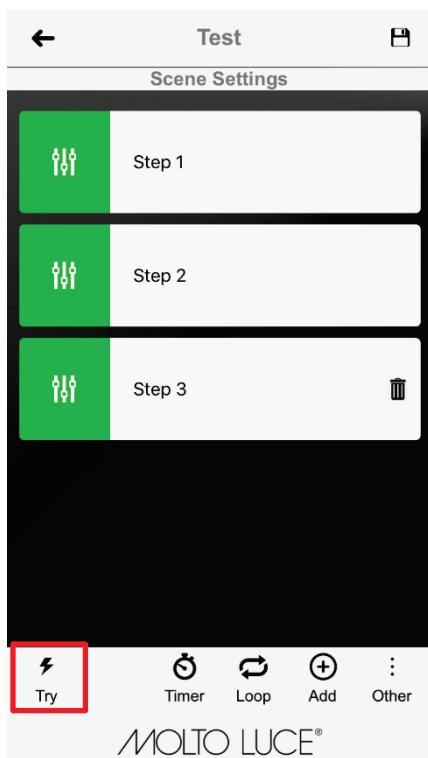 Test
Scene Settings
Step 1
Step 2
Step 3
Try Timer Loop Add Other
MOLTO LUCE®